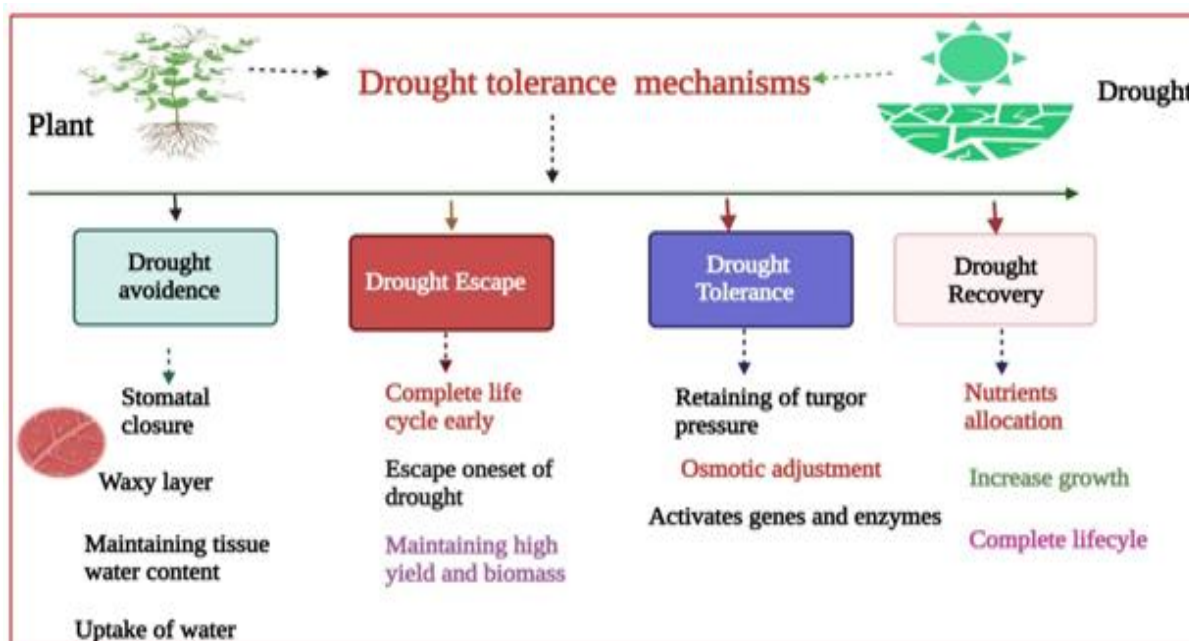 Drought tolerance mechanisms
Plant
Drought
Drought
avoidence
Drought Escape
Drought
Tolerance
Drought
Recovery
Stomatal
closure
Waxy layer
Maintaining tissue
water content
Uptake of water
Complete life
cycle early
Escape oneset of
drought
Maintaining high
yield and biomass
Retaining of turgor
pressure
Osmotic adjustment
Activates genes and enzymes
Nutrients
allocation
Increase growth
Complete lifecyle